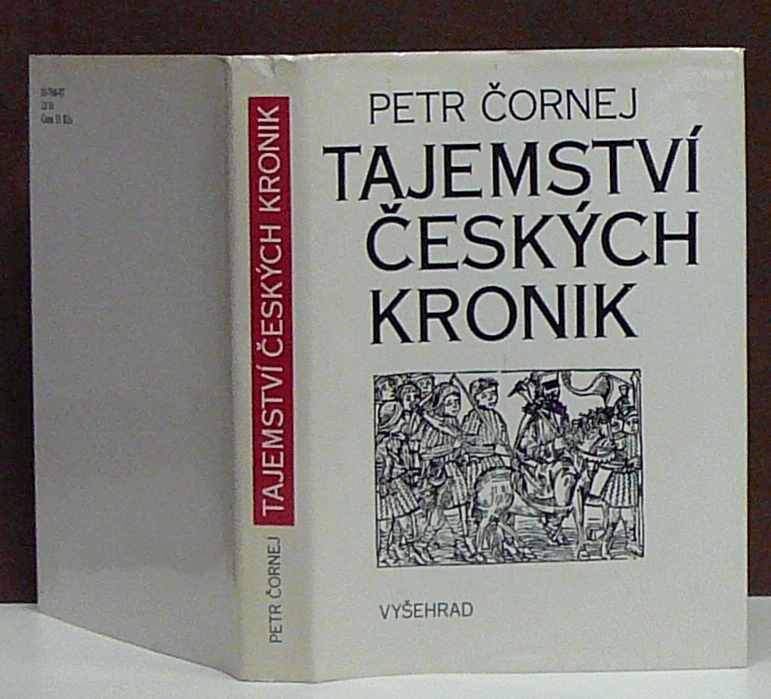 PETR ČORNEJ
TAJEMSTVÍ
ČESKÝCH
KRONIK
VYŠEHRAD
TAJEMSTVÍ ČESKÝCH KRONIK
PETR ČORNEJ